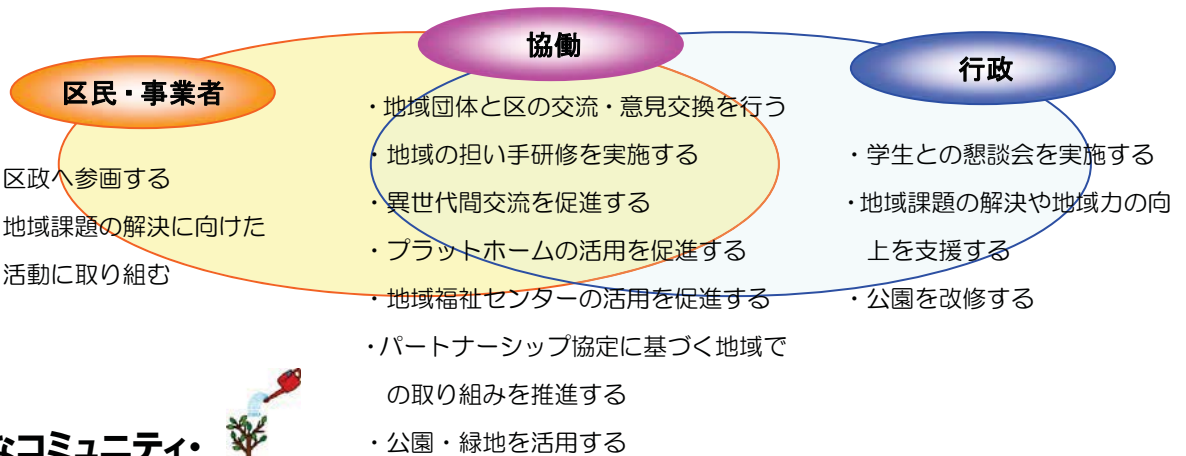 協働
区民・事業者
行政
区政へ参画する
地域課題の解決に向けた
活動に取り組む
・地域団体と区の交流・意見交換を行う
・地域の担い手研修を実施する
・異世代間交流を促進する
・プラットホームの活用を促進する
・地域福祉センターの活用を促進する
・パートナーシップ協定に基づく地域で
の取り組みを推進する
・公園・緑地を活用する
・学生との懇談会を実施する
・地域課題の解決や地域力の向
上を支援する
・公園を改修する
なコミュニティ・